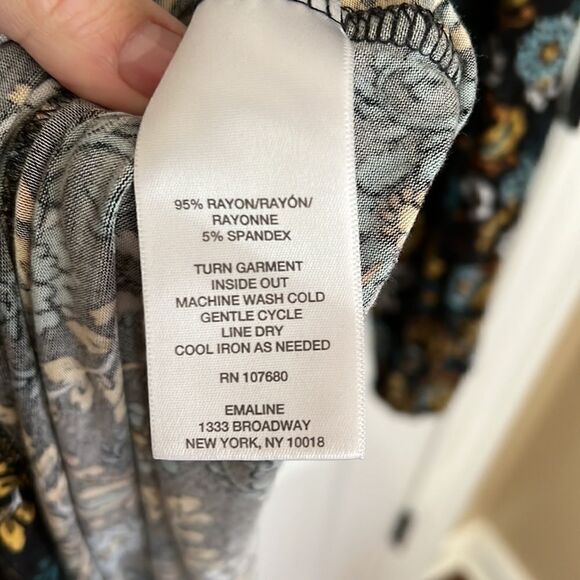 95% RAYON/RAYÓN/
RAYONNE
5% SPANDEX
TURN GARMENT
INSIDE OUT
MACHINE WASH COLD
GENTLE CYCLE
LINE DRY
COOL IRON AS NEEDED
RN 107680
EMALINE
1333 BROADWAY
NEW YORK, NY 10018